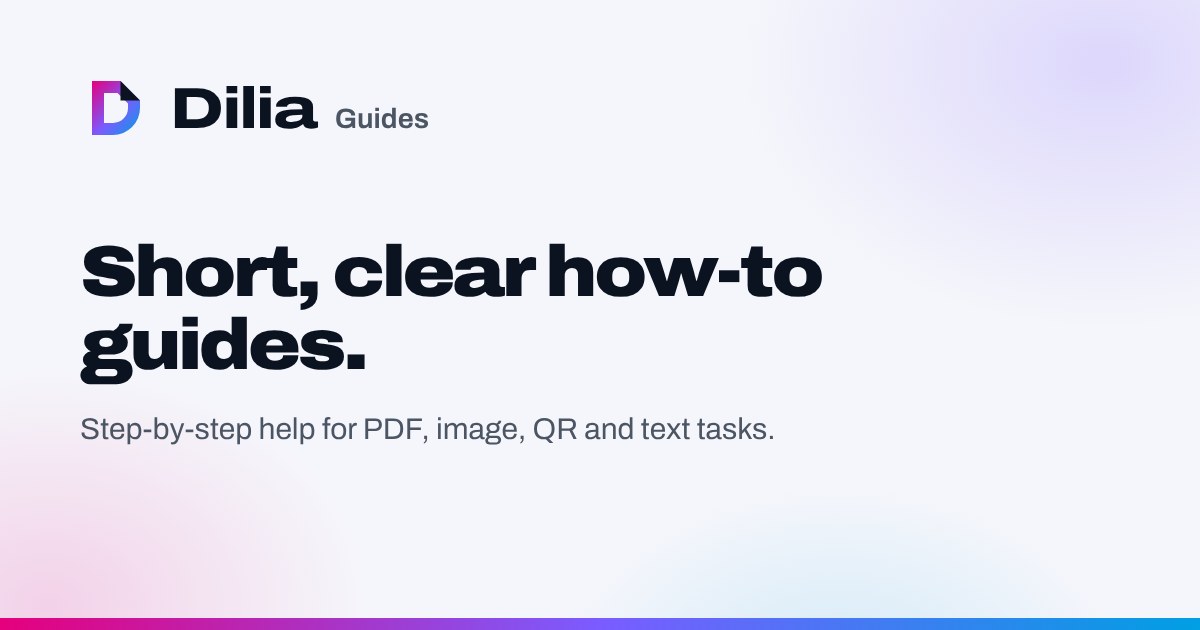 Dilia Guides
Short, clear how-to
guides.
Step-by-step help for PDF, image, QR and text tasks.